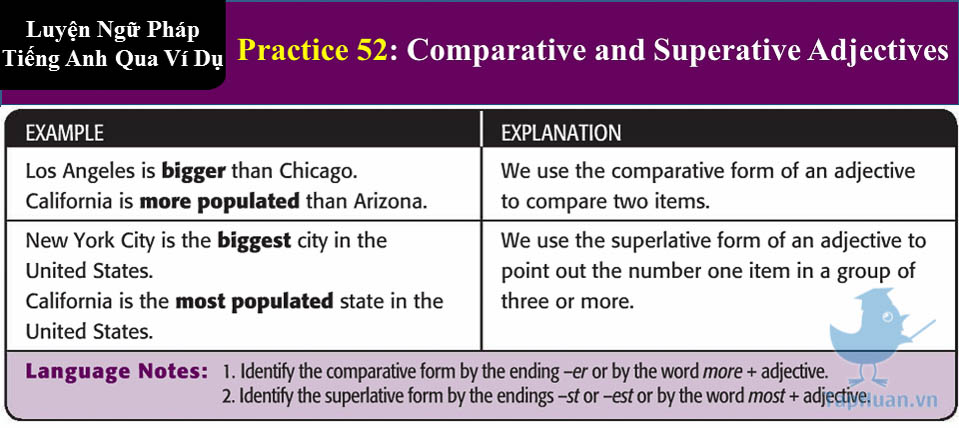 Luyện Ngữ Pháp
Tiếng Anh Qua Ví Dụ
Practice 52: Comparative and Superative Adjectives
EXAMPLE
EXPLANATION
Los Angeles is bigger than Chicago.
California is more populated than Arizona.
We use the comparative form of an adjective
to compare two items.
New York City is the biggest city in the
United States.
California is the most populated state in the
United States.
We use the superlative form of an adjective to
point out the number one item in a group of
three or more.
Language Notes: 1. Identify the comparative form by the ending –er or by the word more + adjective.
2. Identify the superlative form by the endings –st or –est or by the word most + adjective.